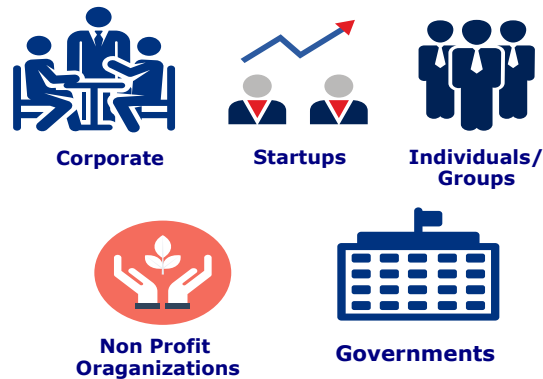 Corporate
Startups
Individuals/
Groups
Non Profit
Oraganizations
Governments